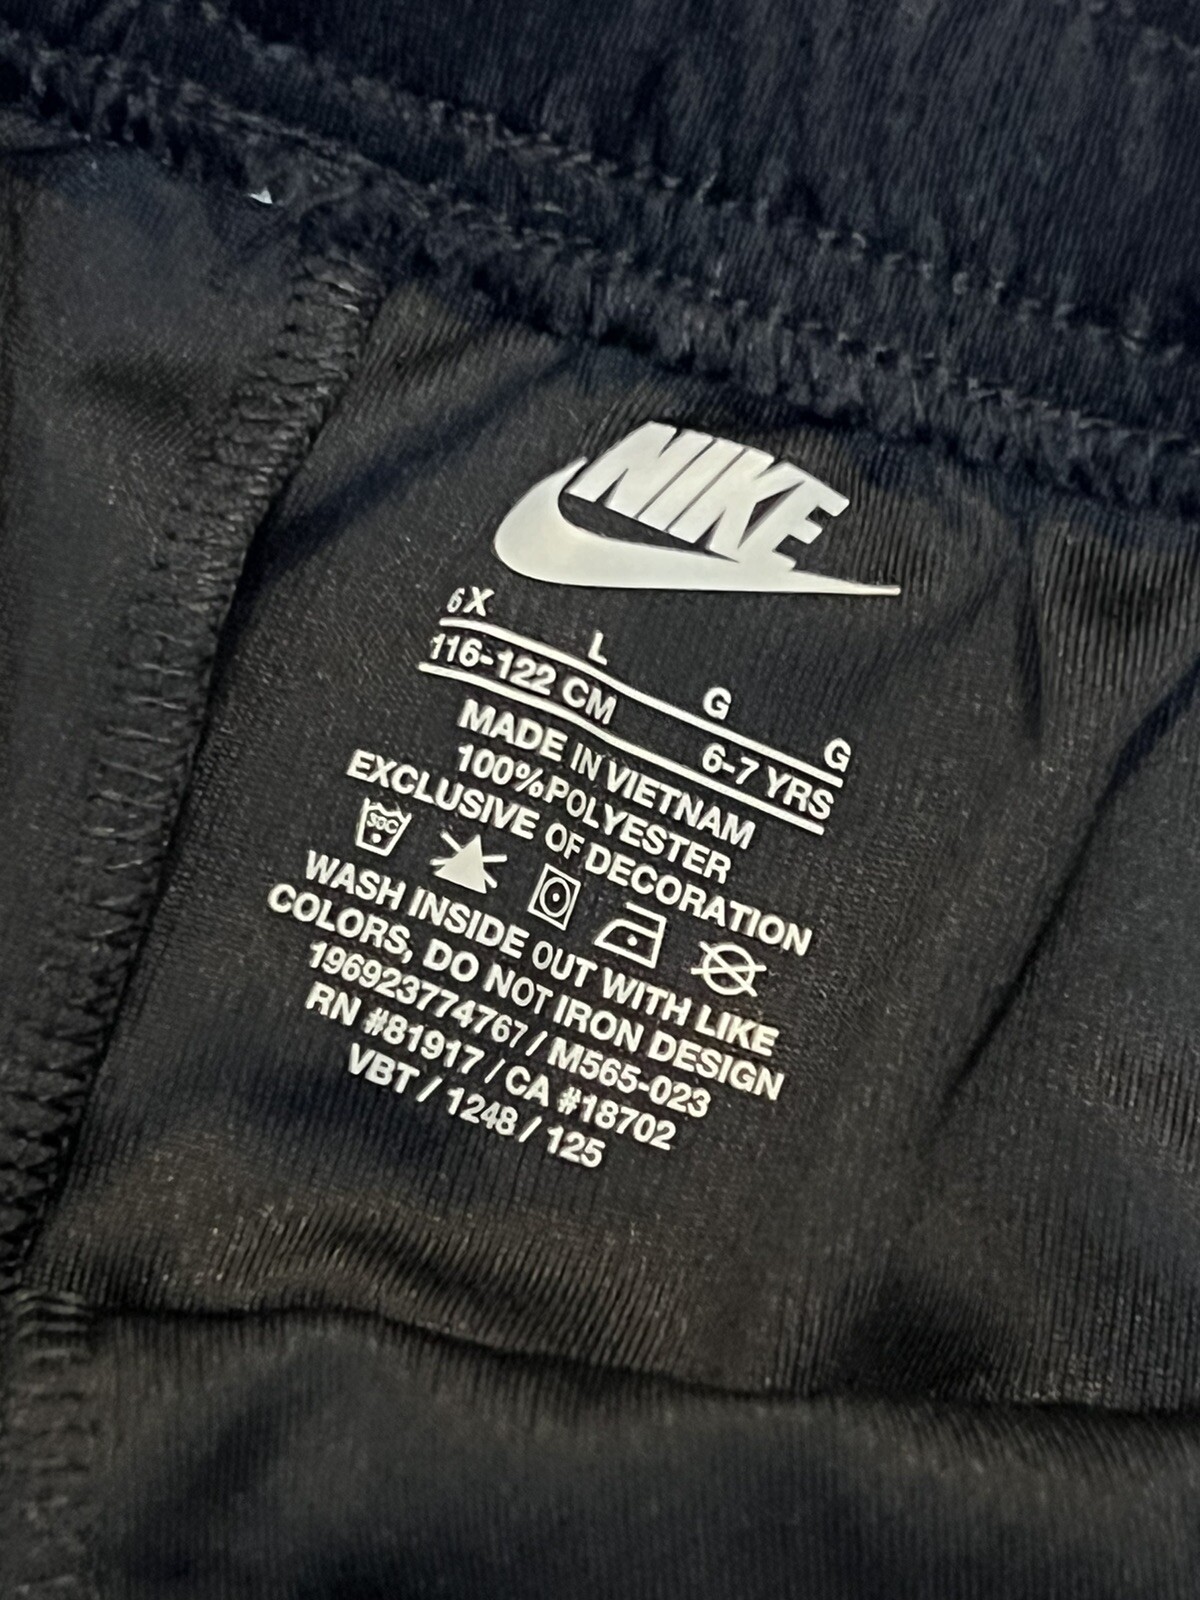 NIKE
6X L G G
116-122 CM 6-7 YRS
MADE IN VIETNAM
100%POLYESTER
EXCLUSIVE OF DECORATION
30C
WASH INSIDE OUT WITH LIKE
COLORS, DO NOT IRON DESIGN
196923774767 / M565-023
RN #81917 / CA #18702
VBT / 1248 / 125